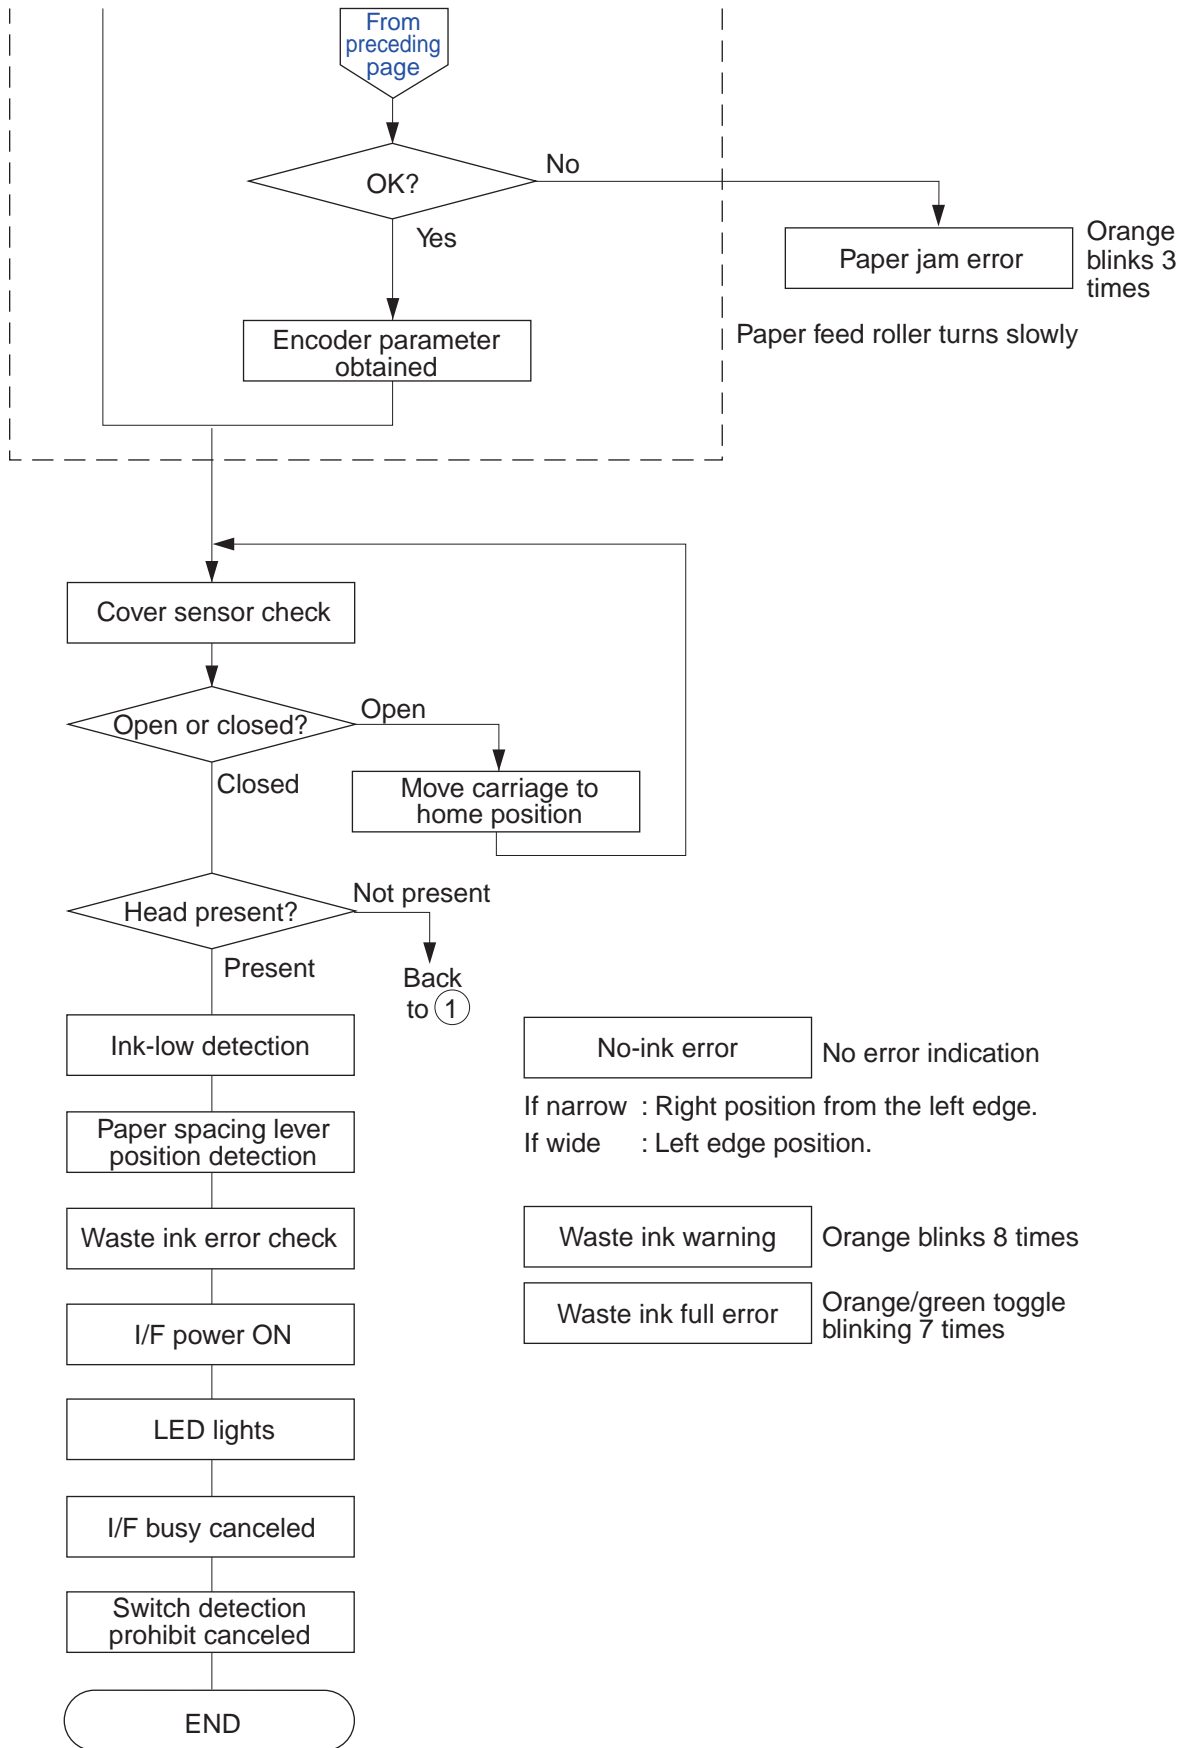 From
preceding
page
OK?
No
Yes
Paper jam error
Orange
blinks 3
times
Encoder parameter
obtained
Paper feed roller turns slowly
Cover sensor check
Open or closed?
Open
Closed
Move carriage to
home position
Head present?
Not present
Present
Back
to 1
Ink-low detection
No-ink error
No error indication
If narrow : Right position from the left edge.
If wide : Left edge position.
Paper spacing lever
position detection
Waste ink error check
Waste ink warning
Orange blinks 8 times
Waste ink full error
Orange/green toggle
blinking 7 times
I/F power ON
LED lights
I/F busy canceled
Switch detection
prohibit canceled
END